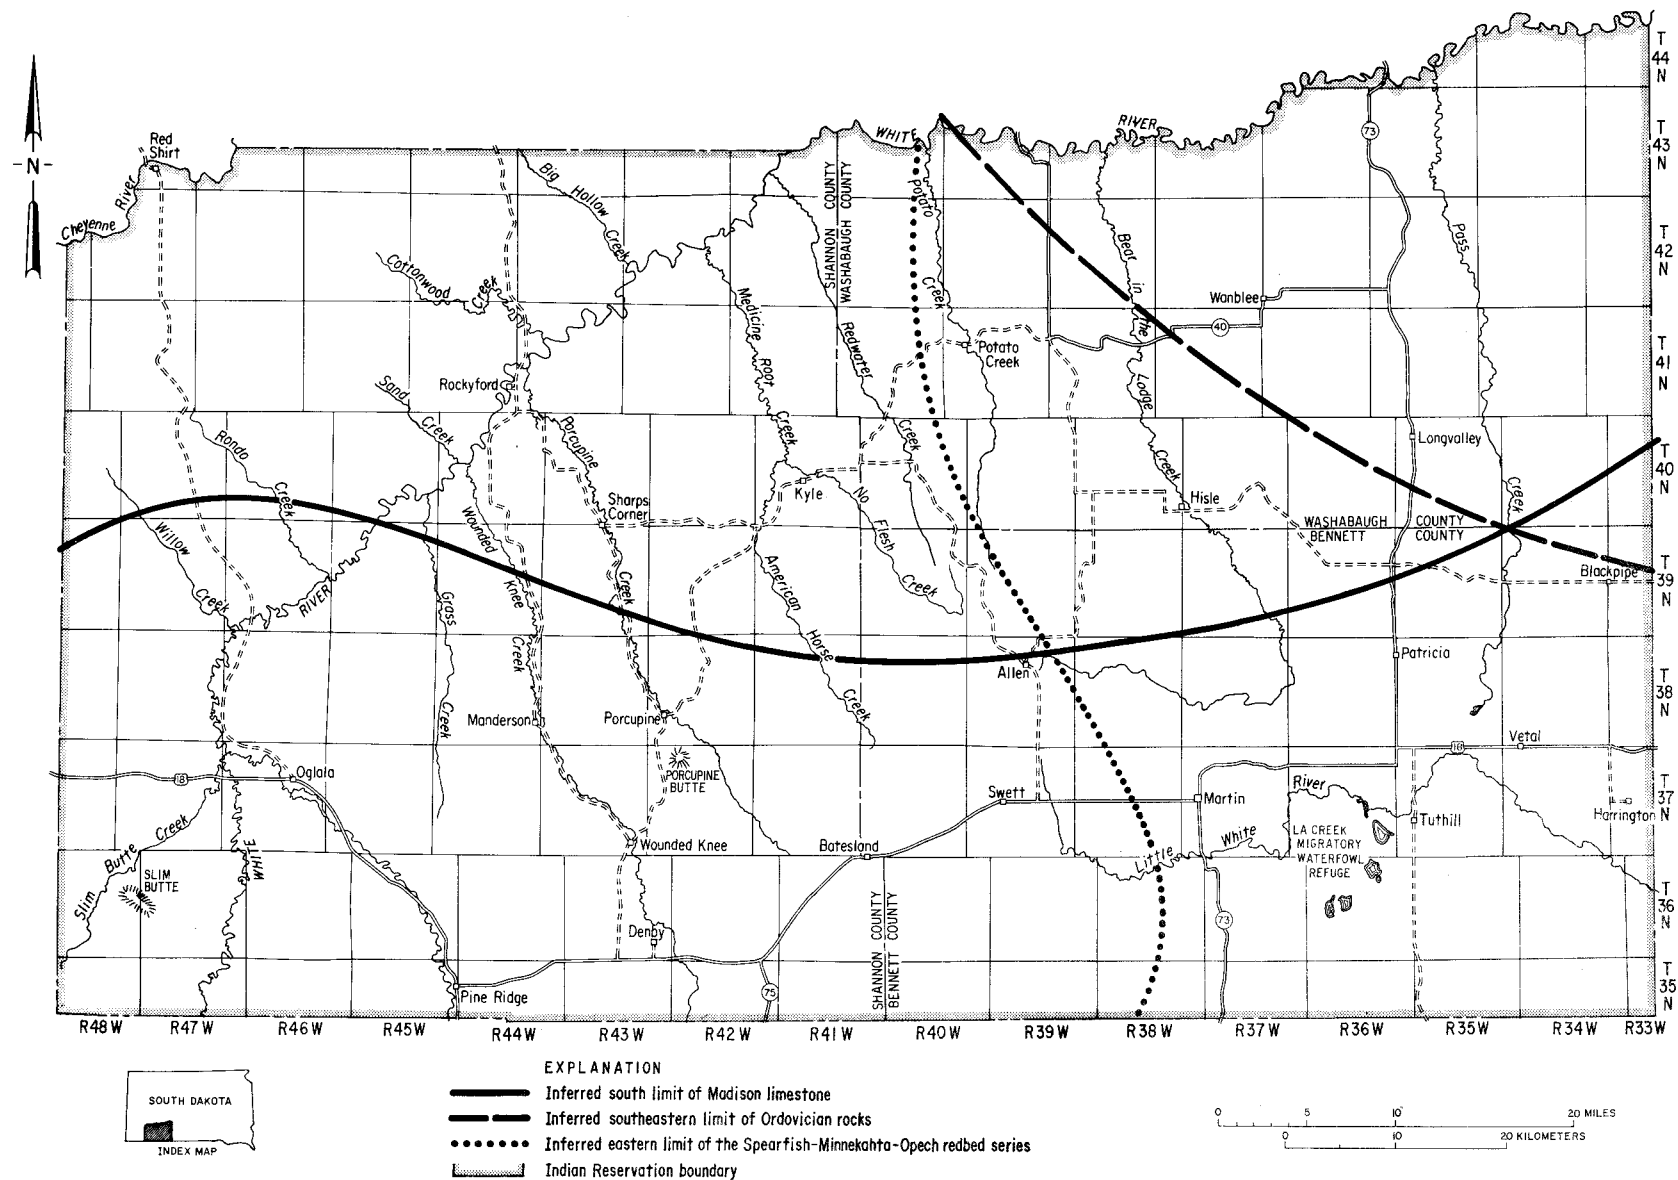 T
44
N
73
RIVER
WHITE
T
43
N
Red
Shirt
N
Big Hollow Creek
SHANNON COUNTY
WASHABAUGH COUNTY
Potato Creek
Cheyenne River
Bear in the Lodge Creek
Pass Creek
T
42
N
Cottonwood Creek
Medicine Root Creek
Redwater Creek
Wanblee
40
Potato
Creek
T
41
N
Rockyford
Sand Creek
Porcupine Creek
Rondo Creek
Longvalley
T
40
N
Kyle
No Flesh Creek
Sharps
Corner
Hisle
Wounded Knee Creek
Willow Creek
WASHABAUGH COUNTY
BENNETT COUNTY
RIVER
Grass Creek
American Horse Creek
Blackpipe
T
39
N
Allen
Patricia
T
38
N
Manderson
Porcupine
PORCUPINE
BUTTE
18
Oglala
18
Vetal
Swett
Martin
River
T
37
N
Harrington
Tuthill
Slim Butte Creek
WHITE
Wounded Knee
Batesland
Little White
LA CREEK
MIGRATORY
WATERFOWL
REFUGE
SLIM
BUTTE
SHANNON COUNTY
BENNETT COUNTY
T
36
N
Denby
73
Pine Ridge
75
T
35
N
R48W R47W R46W R45W R44W R43W R42W R41W R40W R39W R38W R37W R36W R35W R34W R33W
EXPLANATION
Inferred south limit of Madison limestone
Inferred southeastern limit of Ordovician rocks
Inferred eastern limit of the Spearfish-Minnekahta-Opech redbed series
Indian Reservation boundary
SOUTH DAKOTA
INDEX MAP
0 5 10 20 MILES
0 10 20 KILOMETERS